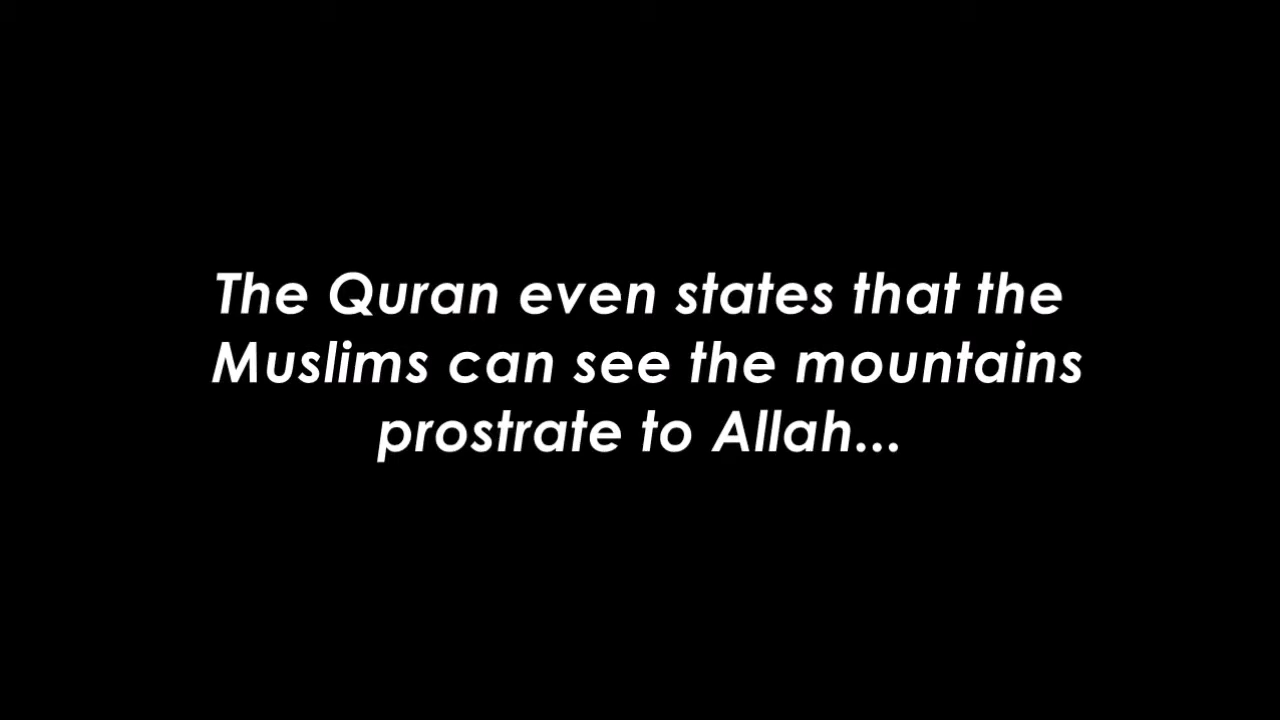 The Quran even states that the
Muslims can see the mountains
prostrate to Allah...